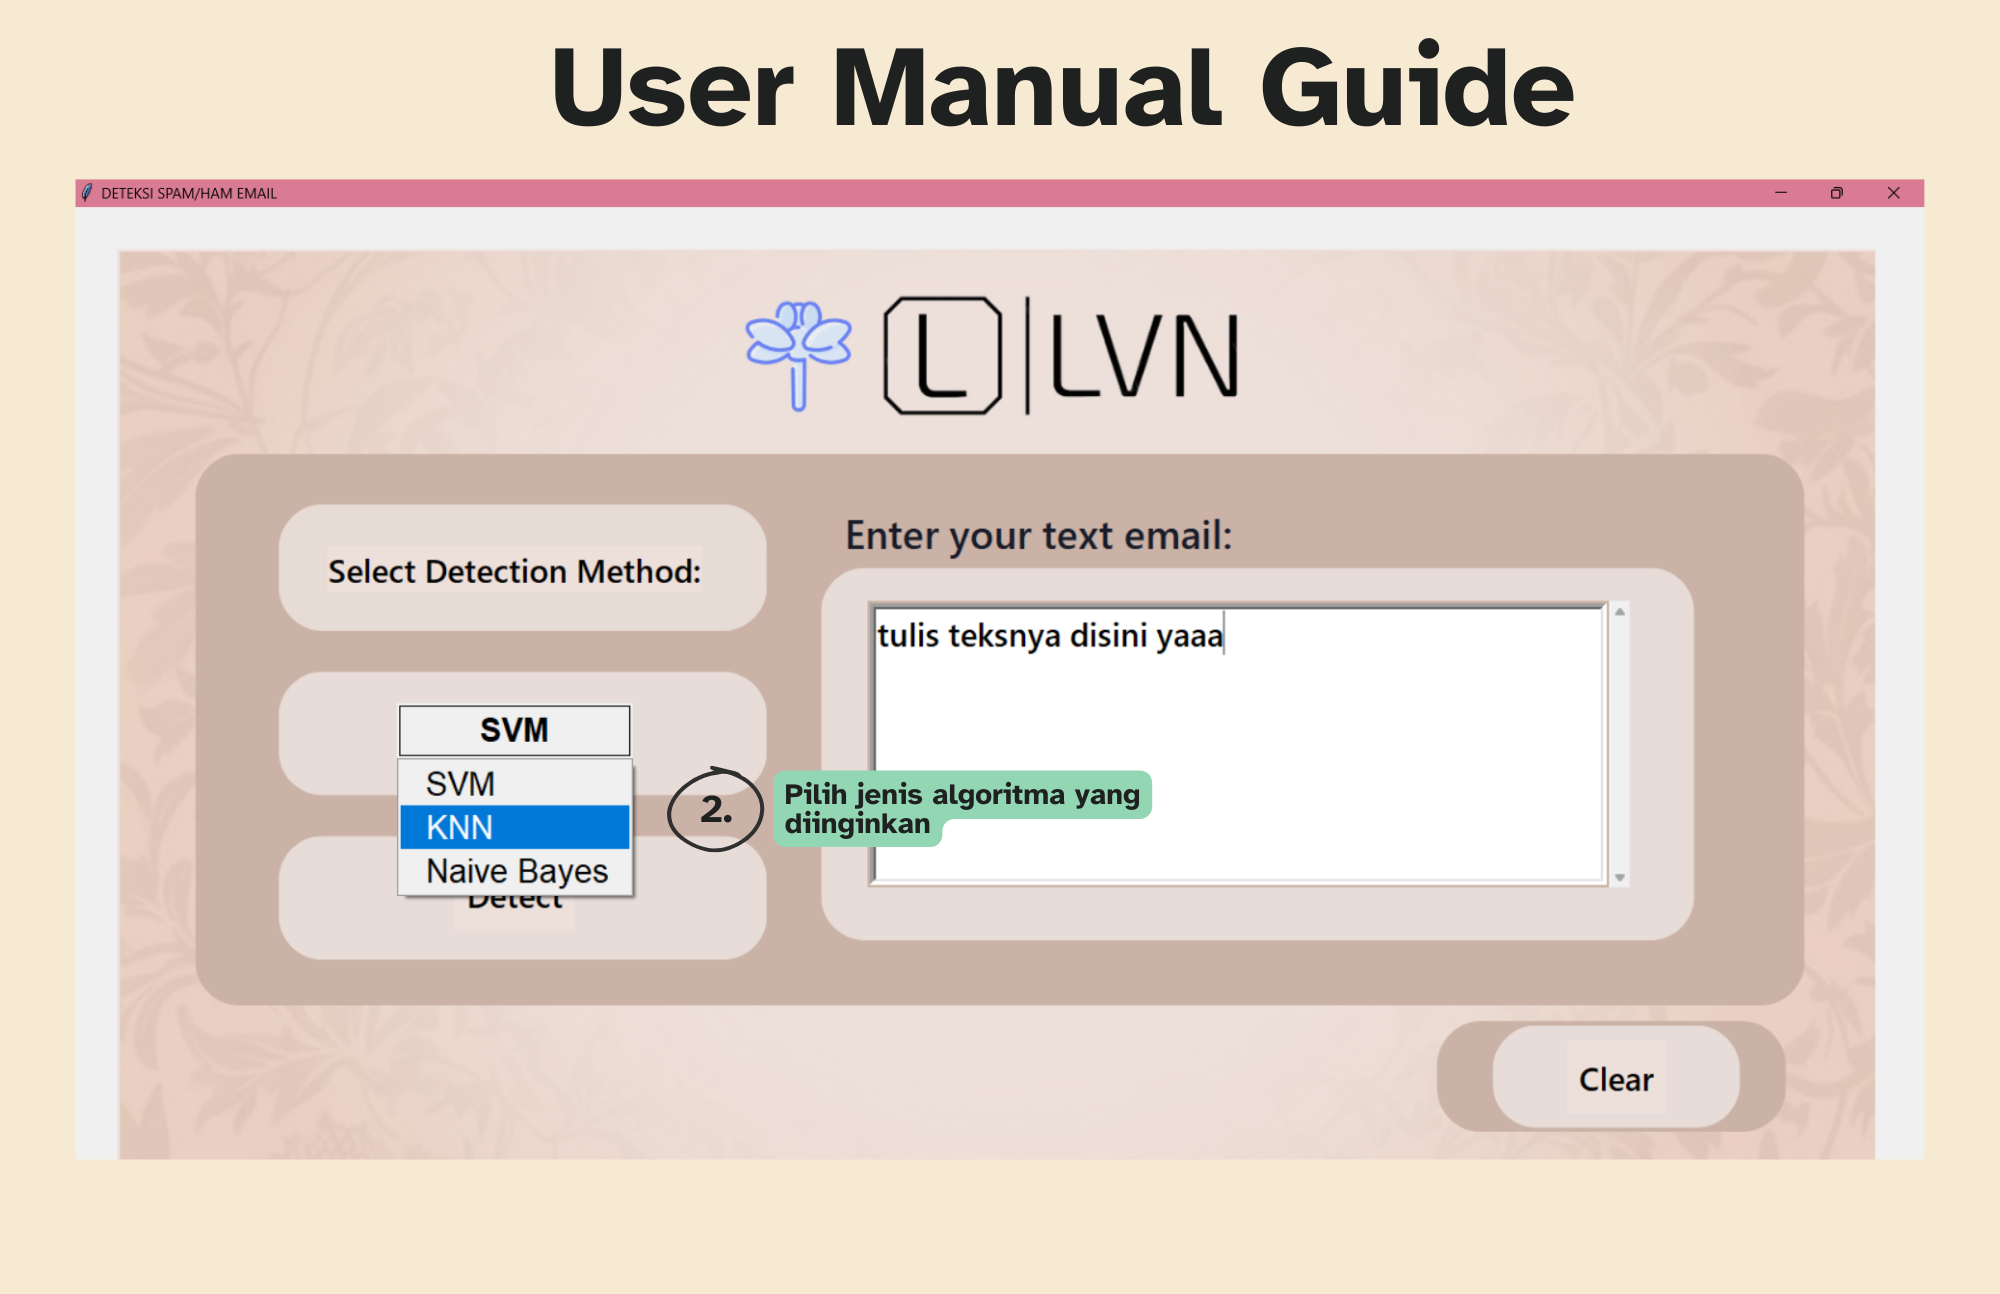 User Manual Guide
DETEKSI SPAM/HAM EMAIL
L LVN
Select Detection Method:
Enter your text email:
tulis teksnya disini yaaa
SVM
SVM
KNN
Naive Bayes
2.
Pilih jenis algoritma yang
diinginkan
Detect
Clear